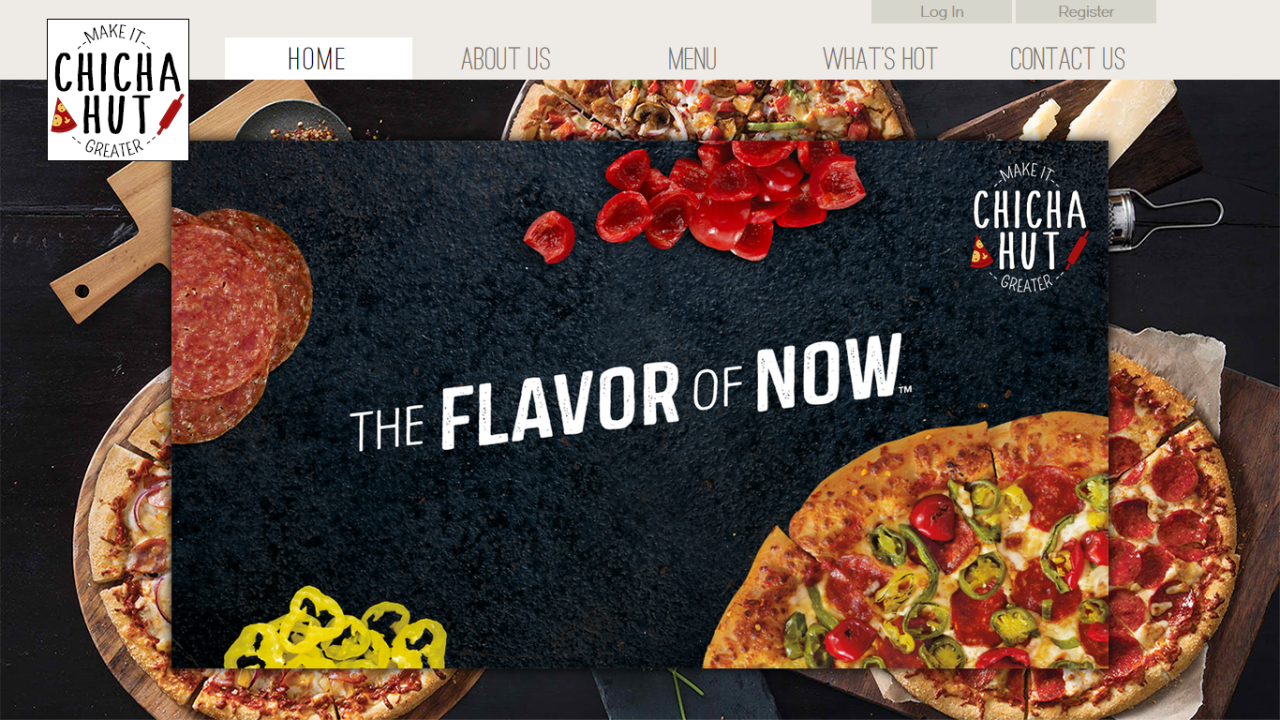 Log In
Register
MAKE IT
CHICHA
HUT
GREATER
HOME
ABOUT US
MENU
WHAT'S HOT
CONTACT US
MAKE IT
CHICHA
HUT
GREATER
THE FLAVOR OF NOW™